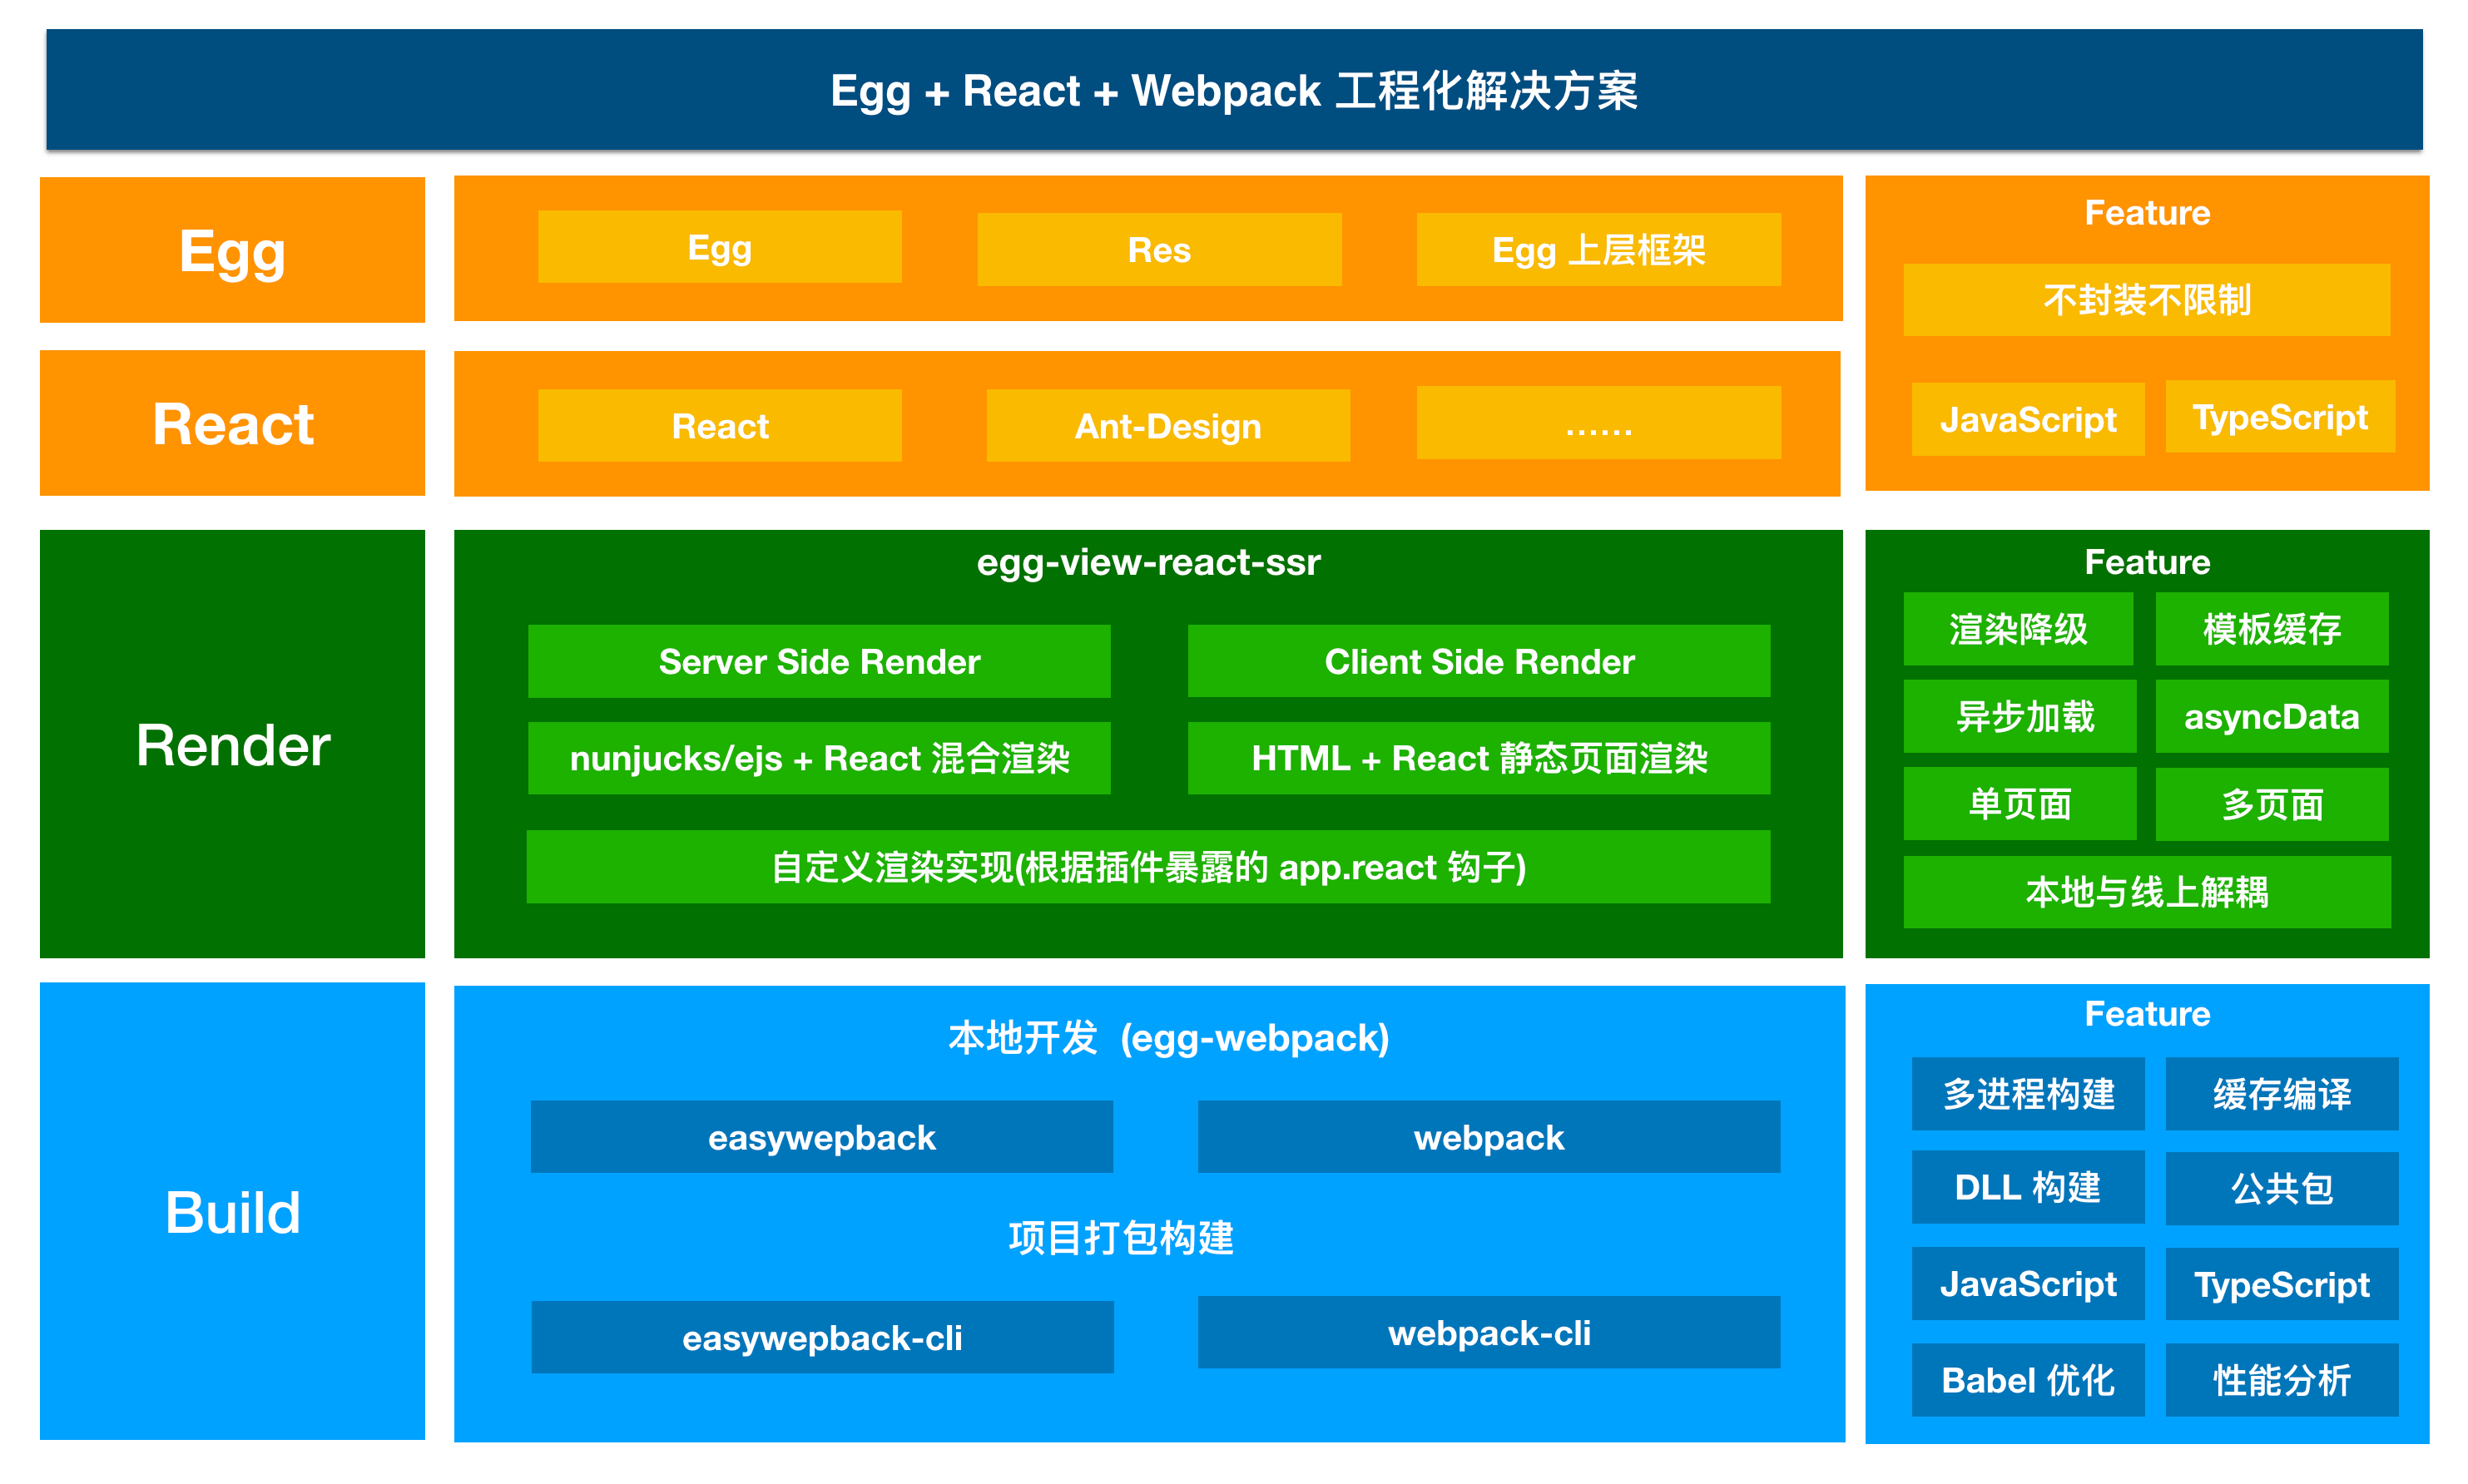 Egg + React + Webpack 工程化解决方案
Egg
Egg
Res
Egg 上层框架
Feature
不封装不限制
JavaScript
TypeScript
React
React
Ant-Design
......
Render
egg-view-react-ssr
Server Side Render
Client Side Render
nunjucks/ejs + React 混合渲染
HTML + React 静态页面渲染
自定义渲染实现(根据插件暴露的 app.react 钩子)
Feature
渲染降级
模板缓存
异步加载
asyncData
单页面
多页面
本地与线上解耦
Build
本地开发 (egg-webpack)
easywepback
webpack
项目打包构建
easywepback-cli
webpack-cli
Feature
多进程构建
缓存编译
DLL 构建
公共包
JavaScript
TypeScript
Babel 优化
性能分析